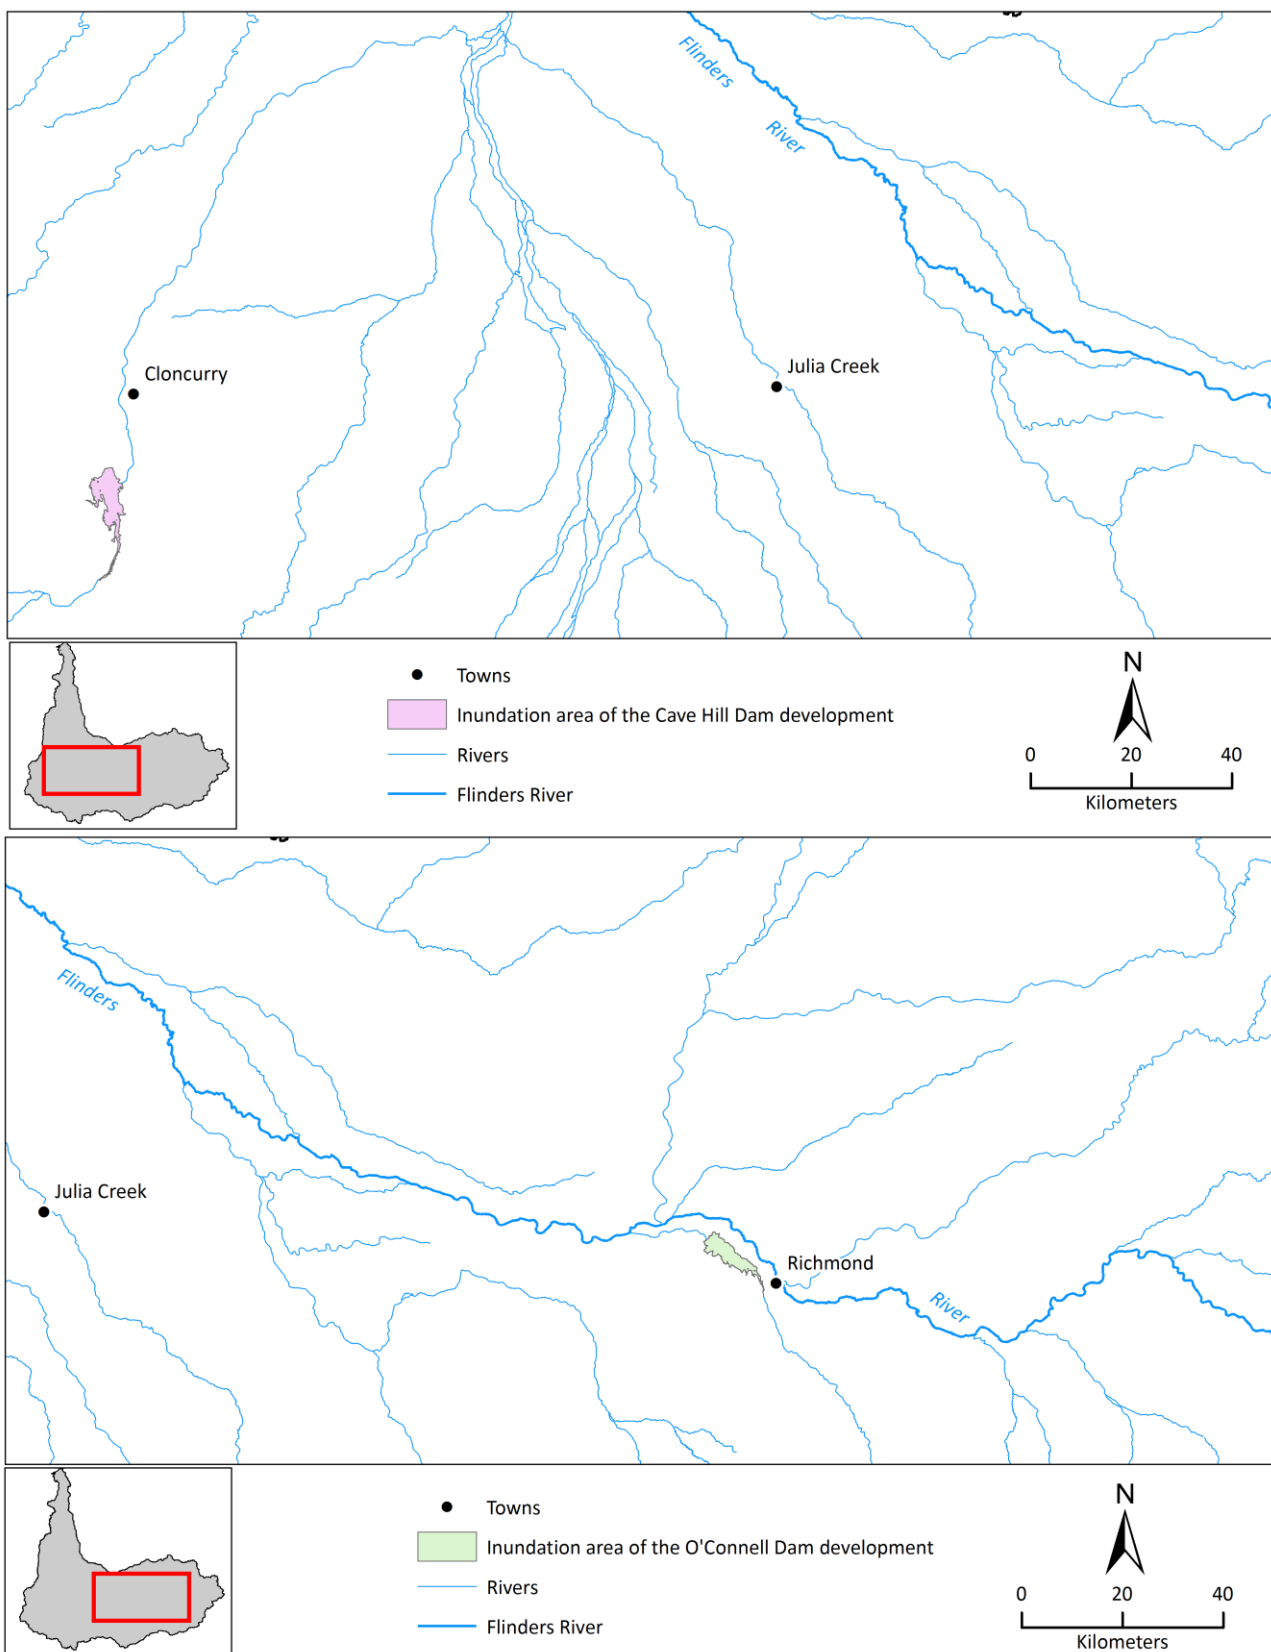 Flinders
River
Cloncurry
Julia Creek
Towns
Inundation area of the Cave Hill Dam development
Rivers
Flinders River
N
0 20 40
Kilometers
Flinders
Julia Creek
Richmond
River
Towns
Inundation area of the O'Connell Dam development
Rivers
Flinders River
N
0 20 40
Kilometers